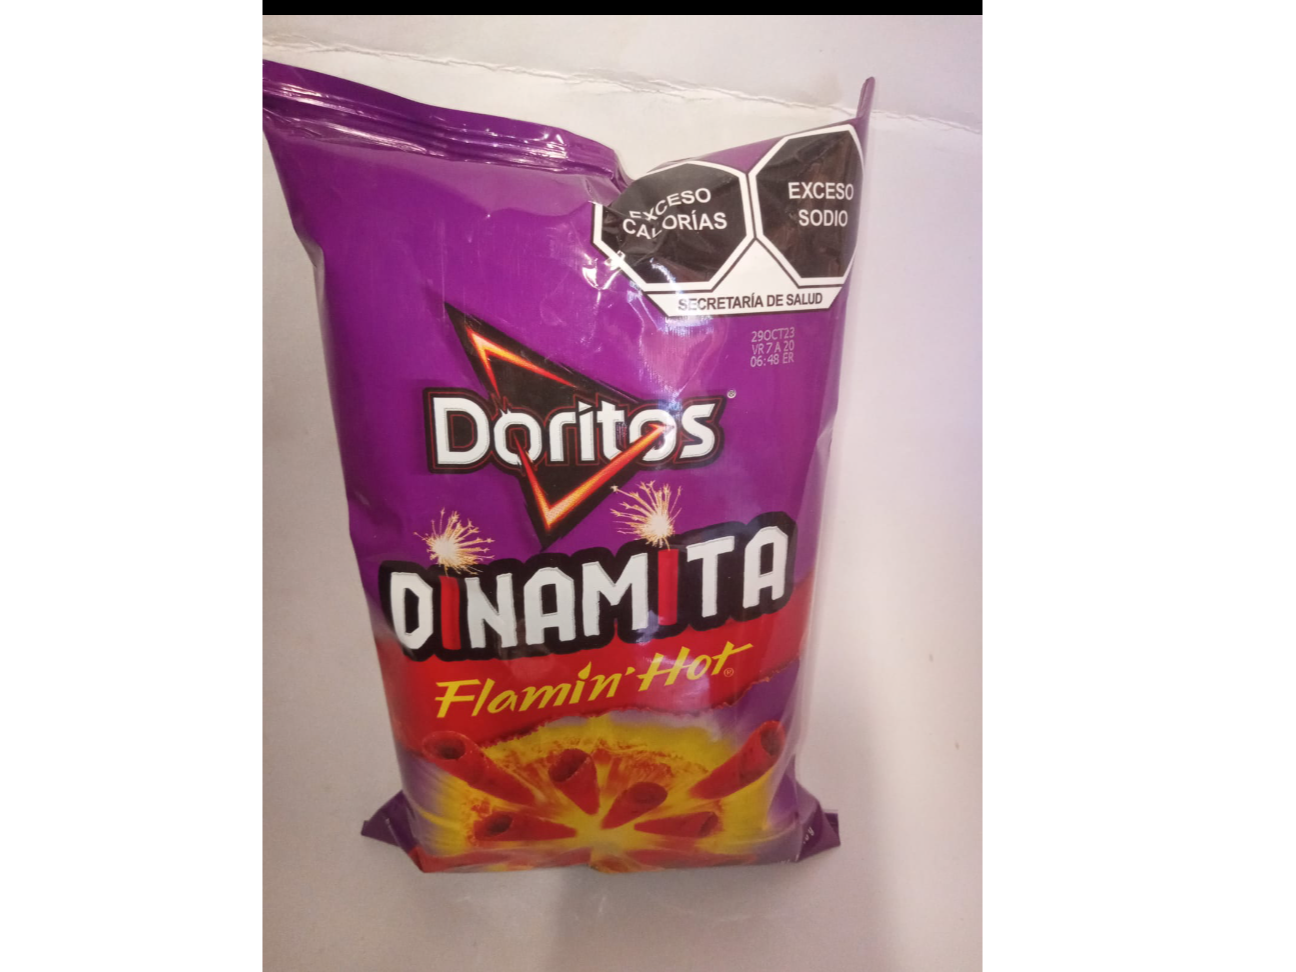 EXCESO
CALORÍAS
EXCESO
SODIO
SECRETARÍA DE SALUD
29OCT23
VR 7 A 20
06:48 ER
Doritos®
DINAMITA
Flamin' Hot®